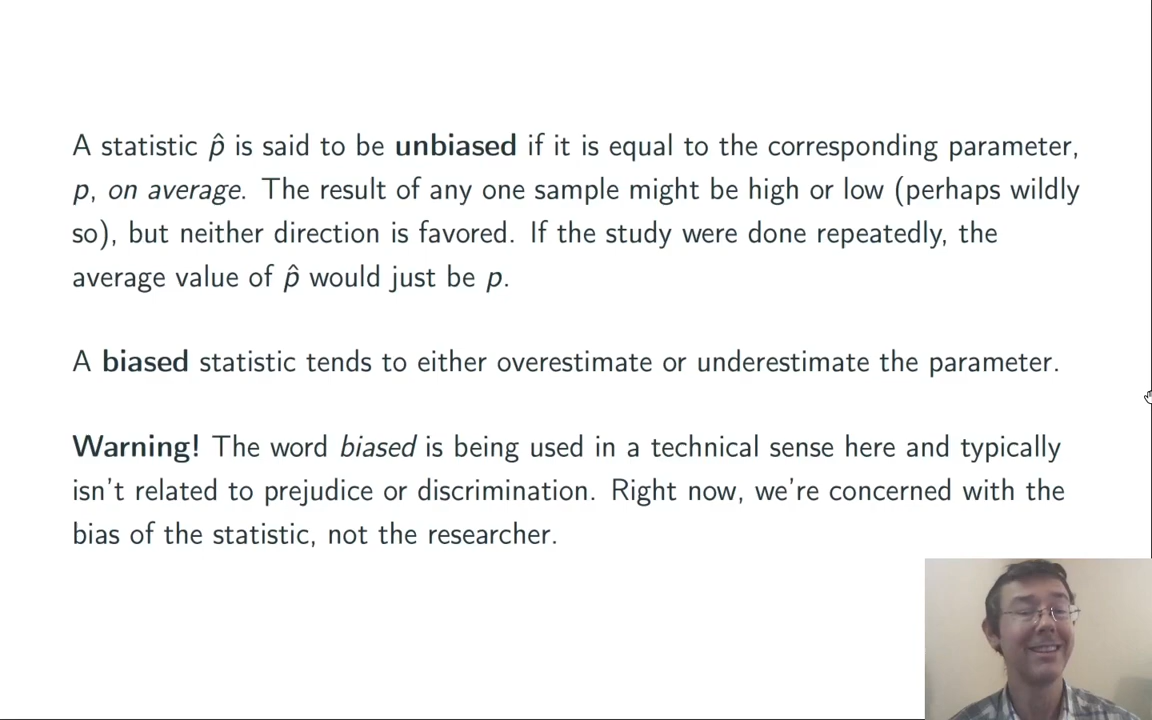 A statistic p̂ is said to be unbiased if it is equal to the corresponding parameter,
p, on average. The result of any one sample might be high or low (perhaps wildly
so), but neither direction is favored. If the study were done repeatedly, the
average value of p̂ would just be p.
A biased statistic tends to either overestimate or underestimate the parameter.
Warning! The word biased is being used in a technical sense here and typically
isn't related to prejudice or discrimination. Right now, we're concerned with the
bias of the statistic, not the researcher.